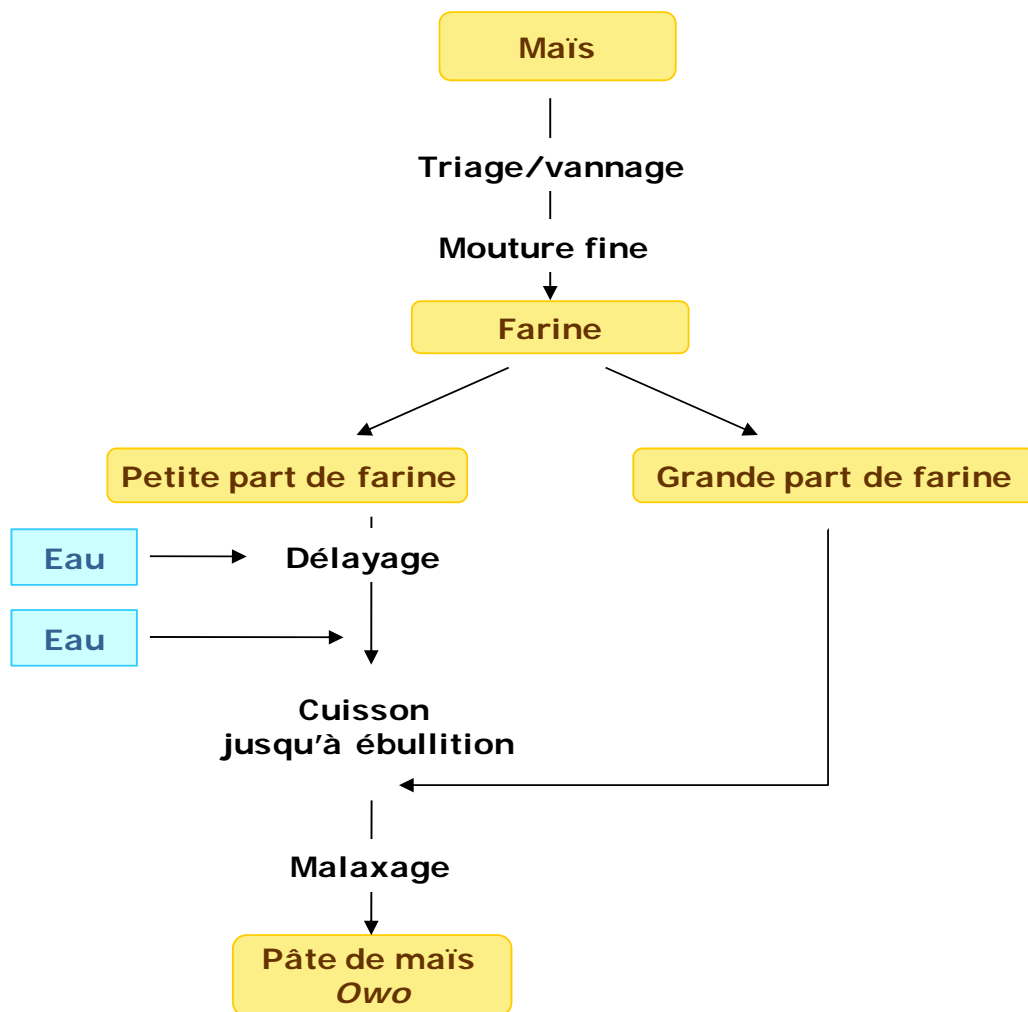 Maïs
Triage/vannage
Mouture fine
Farine
Petite part de farine
Grande part de farine
Eau
Délayage
Eau
Cuisson
jusqu'à ébullition
Malaxage
Pâte de maïs
Owo